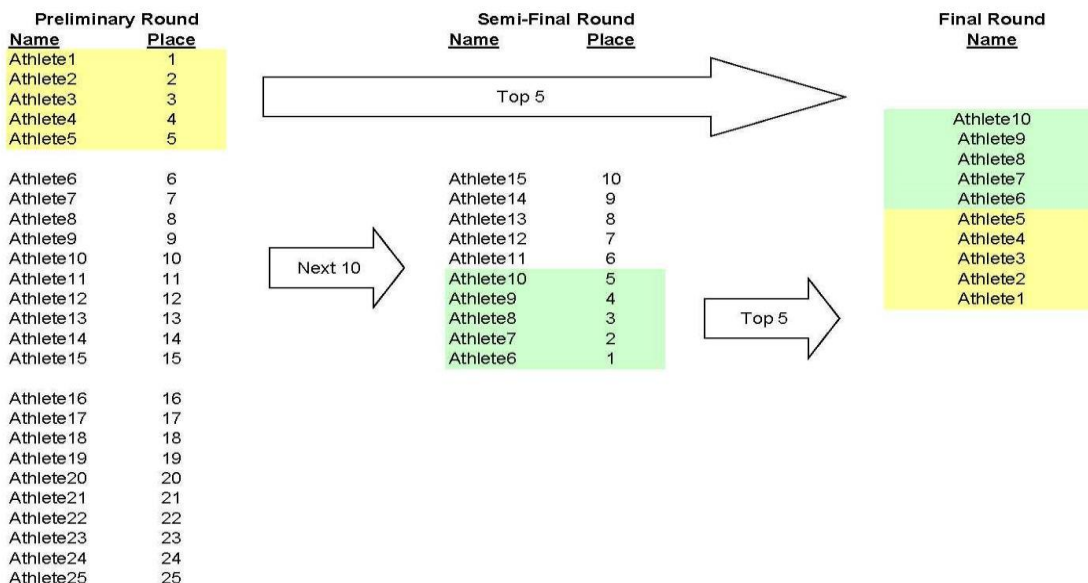 Preliminary Round
Name Place
Athlete1 1
Athlete2 2
Athlete3 3
Athlete4 4
Athlete5 5
Athlete6 6
Athlete7 7
Athlete8 8
Athlete9 9
Athlete10 10
Athlete11 11
Athlete12 12
Athlete13 13
Athlete14 14
Athlete15 15
Athlete16 16
Athlete17 17
Athlete18 18
Athlete19 19
Athlete20 20
Athlete21 21
Athlete22 22
Athlete23 23
Athlete24 24
Athlete25 25
Top 5
Next 10
Semi-Final Round
Name Place
Athlete15 10
Athlete14 9
Athlete13 8
Athlete12 7
Athlete11 6
Athlete10 5
Athlete9 4
Athlete8 3
Athlete7 2
Athlete6 1
Top 5
Final Round
Name
Athlete10
Athlete9
Athlete8
Athlete7
Athlete6
Athlete5
Athlete4
Athlete3
Athlete2
Athlete1